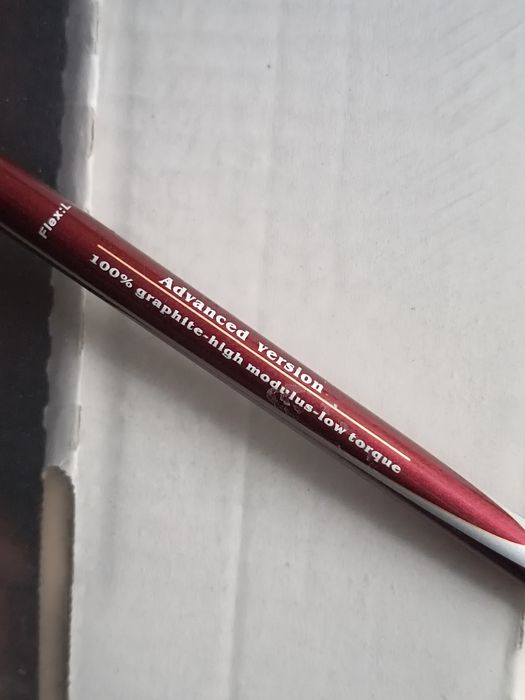 Flex:L
Advanced version
100% graphite-high modulus-low torque